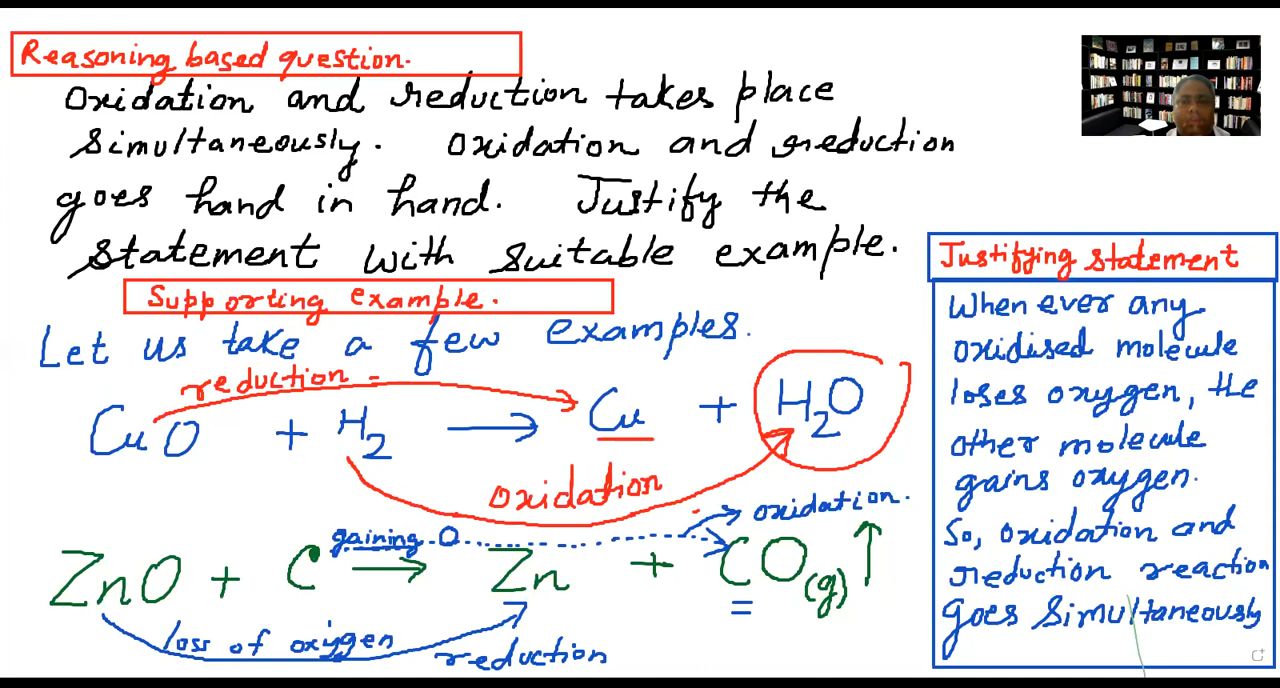 Reasoning based question.
Oxidation and reduction takes place
simultaneously. Oxidation and reduction
goes hand in hand. Justify the
statement with suitable example.
Supporting example.
Let us take a few examples.
reduction
CuO + H₂ → Cu + H₂O
oxidation
oxidation.
gaining O
ZnO + C → Zn + CO(g) ↑
loss of oxygen
reduction
Justifying statement
When ever any
oxidised molecule
loses oxygen, the
other molecule
gains oxygen.
So, oxidation and
reduction reaction
goes simultaneously